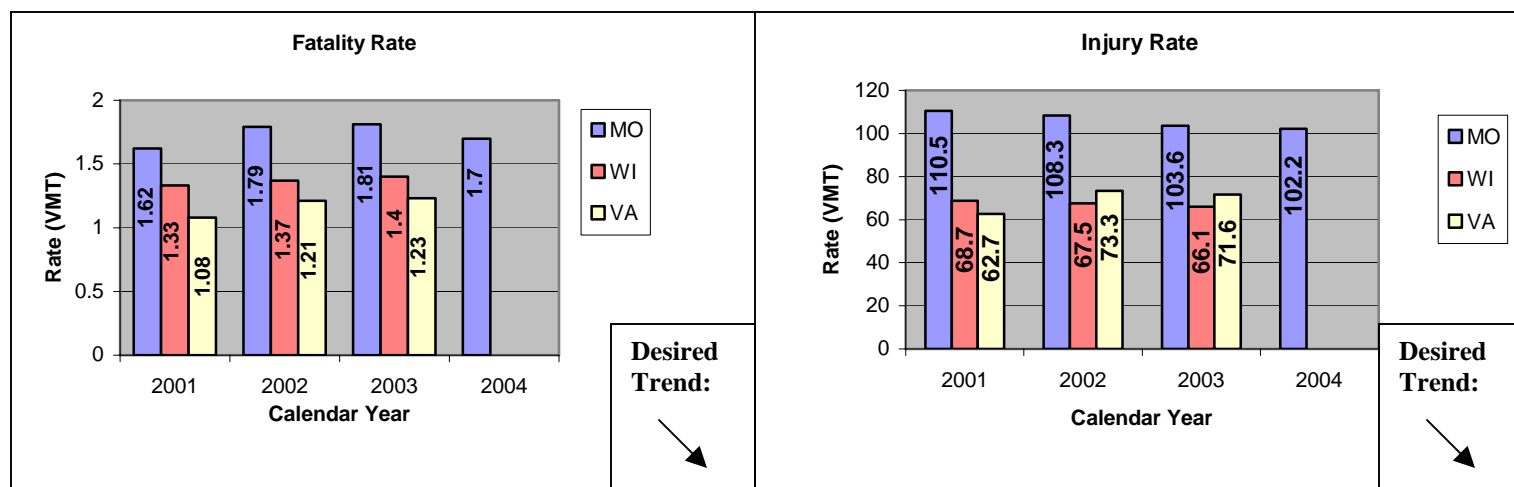 Fatality Rate
2
1.5
1
0.5
0
Rate (VMT)
1.62
1.33
1.08
1.79
1.37
1.21
1.81
1.4
1.23
1.7
2001 2002 2003 2004
Calendar Year
MO
WI
VA
Desired
Trend:
Injury Rate
120
100
80
60
40
20
0
Rate (VMT)
110.5
68.7
62.7
108.3
67.5
73.3
103.6
66.1
71.6
102.2
2001 2002 2003 2004
Calendar Year
MO
WI
VA
Desired
Trend: